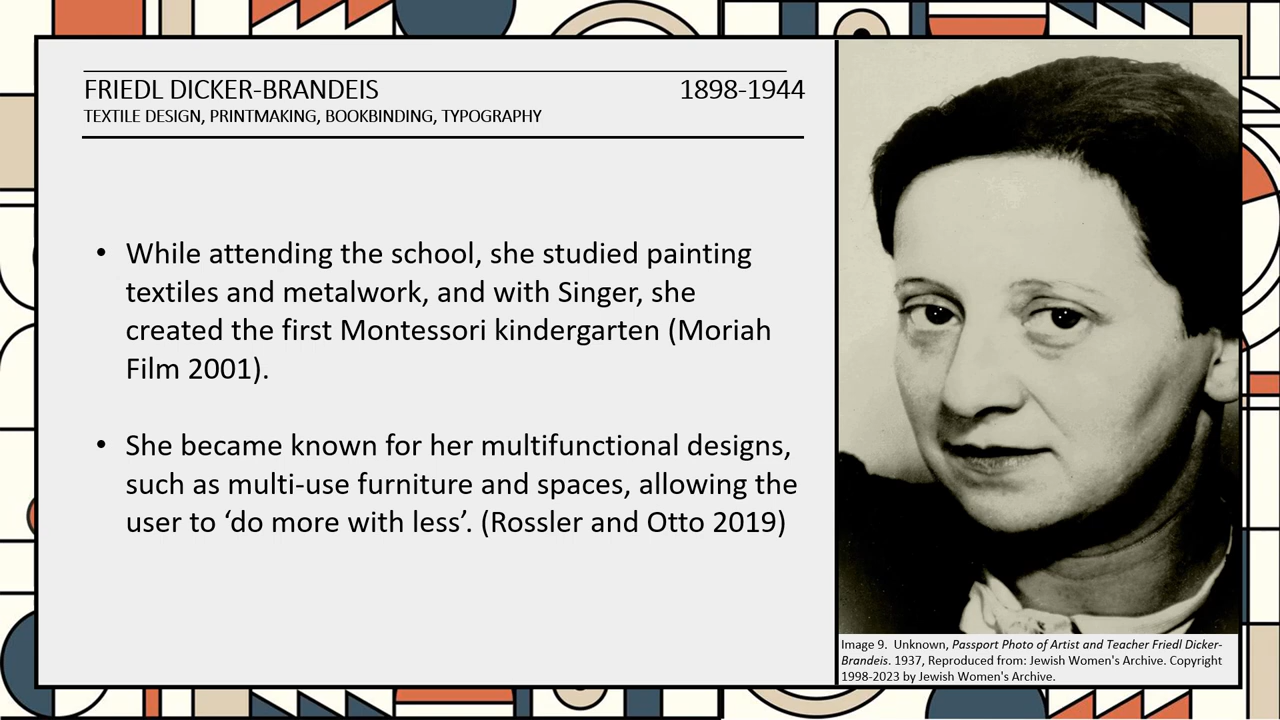 FRIEDL DICKER-BRANDEIS 1898-1944
TEXTILE DESIGN, PRINTMAKING, BOOKBINDING, TYPOGRAPHY
• While attending the school, she studied painting
textiles and metalwork, and with Singer, she
created the first Montessori kindergarten (Moriah
Film 2001).
• She became known for her multifunctional designs,
such as multi-use furniture and spaces, allowing the
user to ‘do more with less’. (Rossler and Otto 2019)
Image 9. Unknown, Passport Photo of Artist and Teacher Friedl Dicker-
Brandeis. 1937, Reproduced from: Jewish Women's Archive. Copyright
1998-2023 by Jewish Women's Archive.